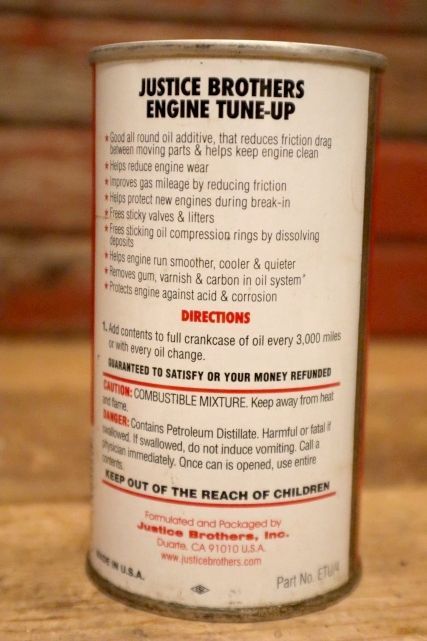 JUSTICE BROTHERS
ENGINE TUNE-UP
★ Good all round oil additive, that reduces friction drag
between moving parts & helps keep engine clean
★ Helps reduce engine wear
★ Improves gas mileage by reducing friction
★ Helps protect new engines during break-in
★ Frees sticky valves & lifters
★ Frees sticking oil compression rings by dissolving
deposits
★ Helps engine run smoother, cooler & quieter
★ Removes gum, varnish & carbon in oil system"
★ Protects engine against acid & corrosion
DIRECTIONS
1. Add contents to full crankcase of oil every 3,000 miles
or with every oil change.
GUARANTEED TO SATISFY OR YOUR MONEY REFUNDED
CAUTION: COMBUSTIBLE MIXTURE. Keep away from heat
and flame.
DANGER: Contains Petroleum Distillate. Harmful or fatal if
swallowed. If swallowed, do not induce vomiting. Call a
physician immediately. Once can is opened, use entire
contents.
KEEP OUT OF THE REACH OF CHILDREN
Formulated and Packaged by
Justice Brothers, Inc.
Duarte, CA 91010 U.S.A.
www.justicebrothers.com
MADE IN U.S.A.
Part No.